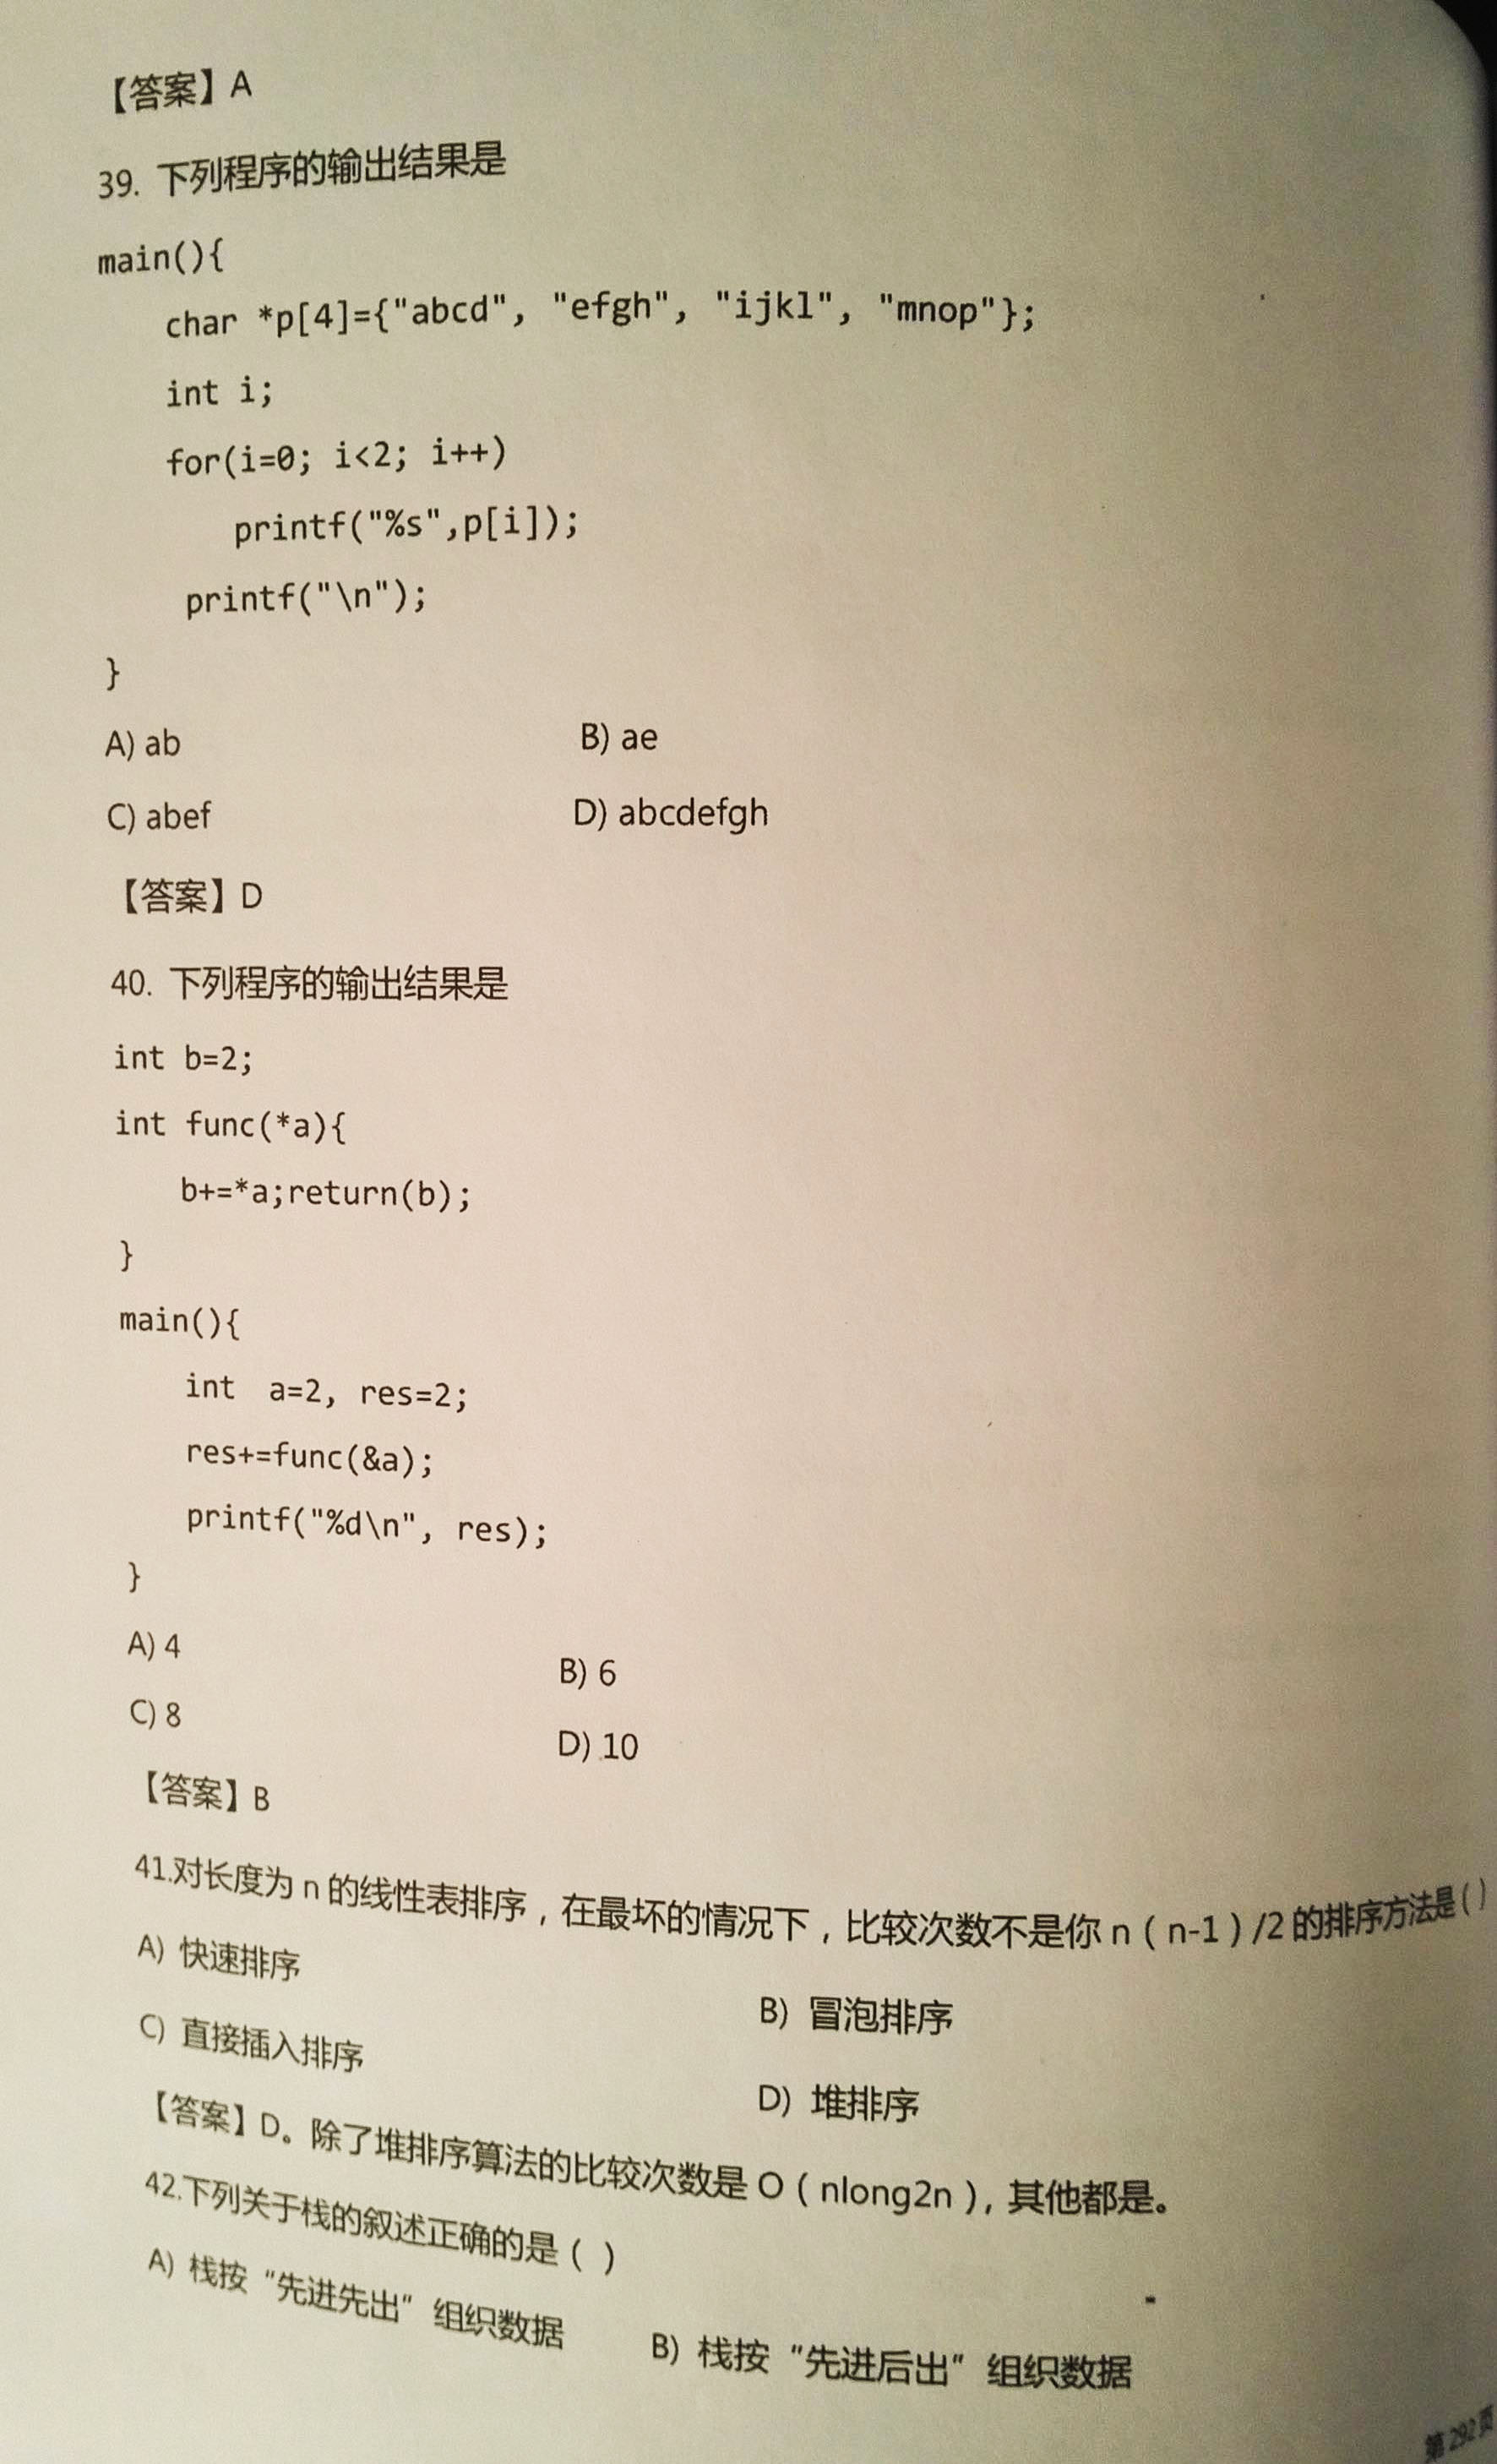 【答案】A
39. 下列程序的输出结果是
main(){
char *p[4]={"abcd", "efgh", "ijkl", "mnop"};
int i;
for(i=0; i<2; i++)
printf("%s",p[i]);
printf("\n");
}
A) ab B) ae
C) abef D) abcdefgh
【答案】D
40. 下列程序的输出结果是
int b=2;
int func(*a){
b+=*a;return(b);
}
main(){
int a=2, res=2;
res+=func(&a);
printf("%d\n", res);
}
A) 4 B) 6
C) 8 D) 10
【答案】B
41.对长度为 n 的线性表排序，在最坏的情况下，比较次数不是你 n（n-1）/2 的排序方法是( )
A) 快速排序 B) 冒泡排序
C) 直接插入排序 D) 堆排序
【答案】D。除了堆排序算法的比较次数是 O（nlong2n），其他都是。
42.下列关于栈的叙述正确的是（ ）
A) 栈按“先进先出”组织数据 B) 栈按“先进后出”组织数据
第 292 页